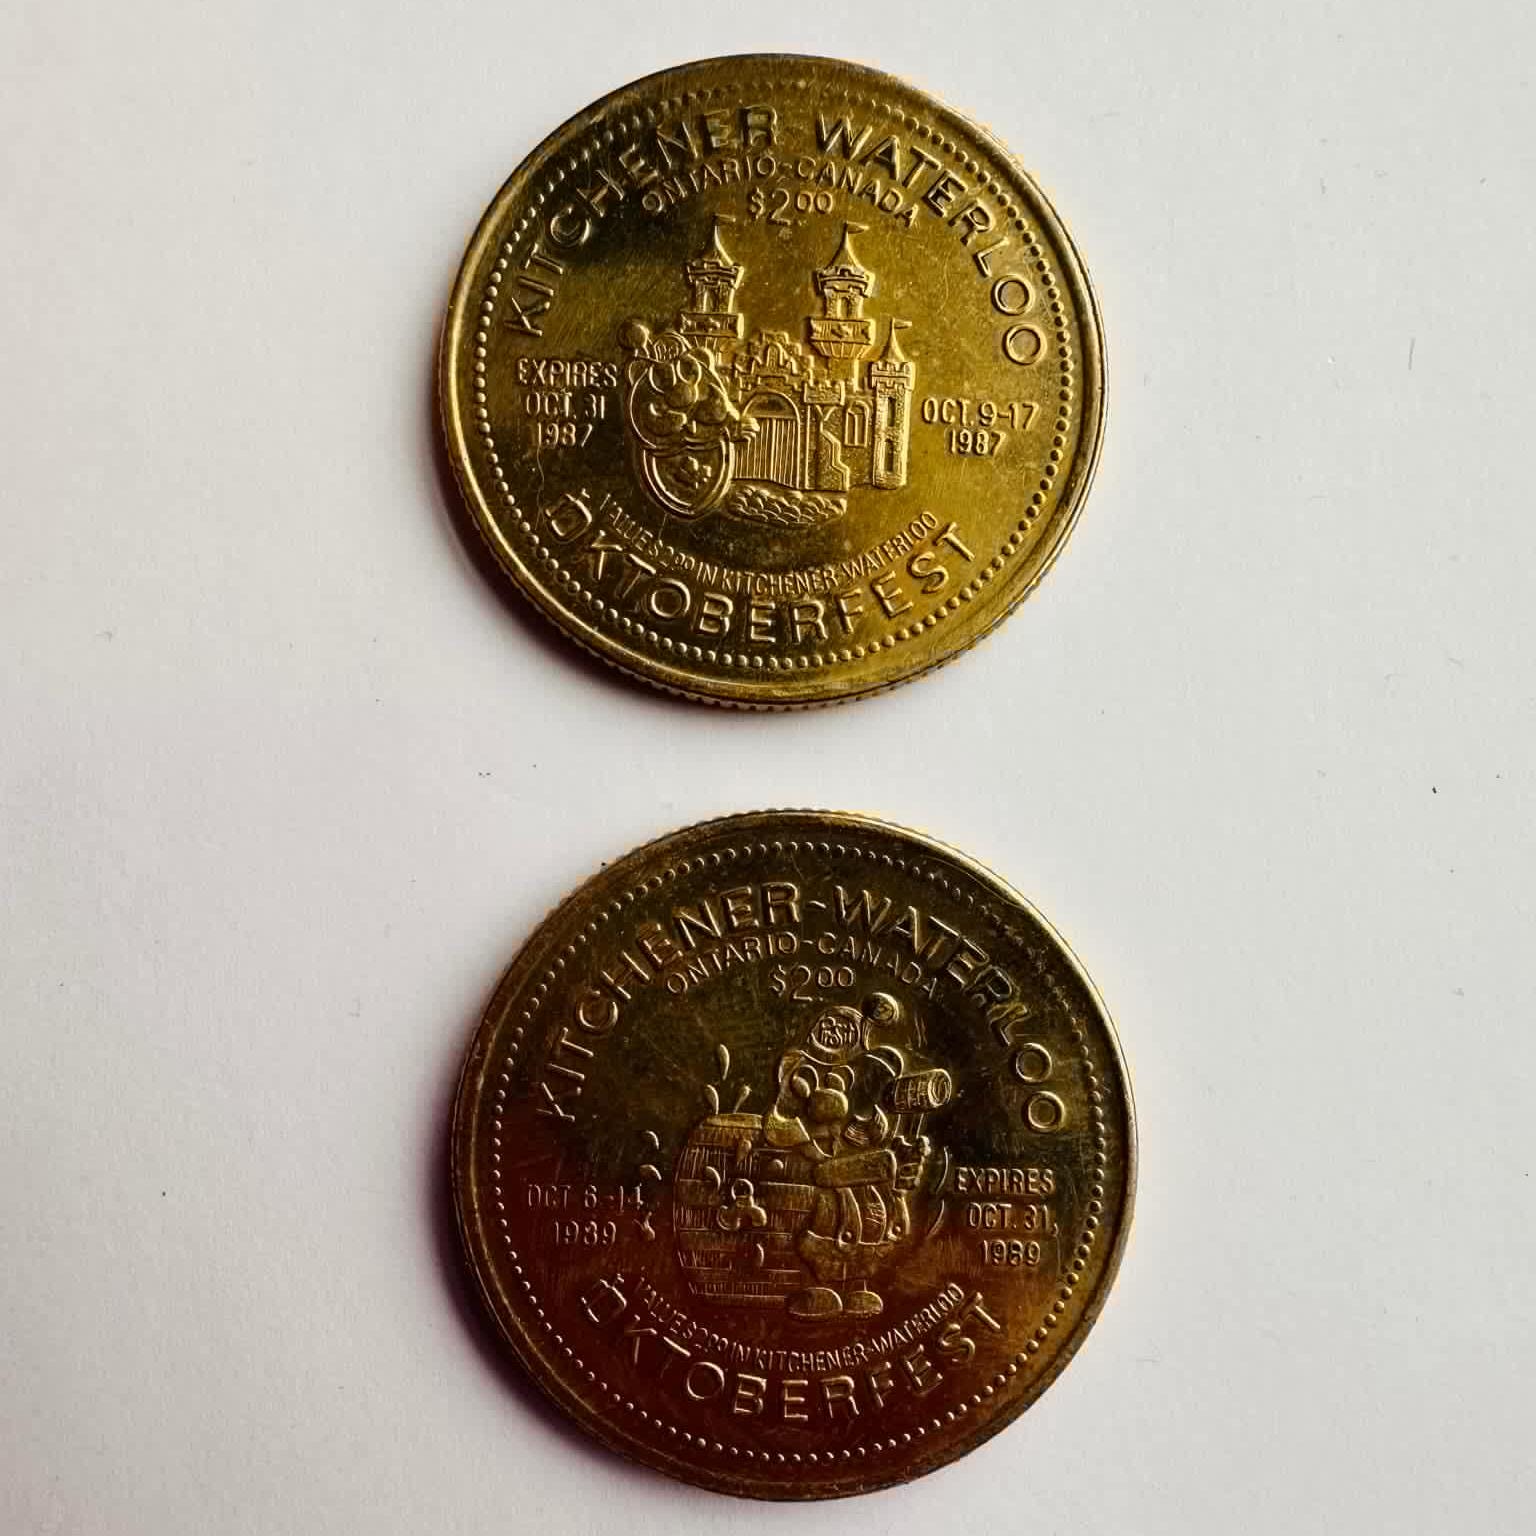 KITCHENER WATERLOO
ONTARIO-CANADA
$2.00
EXPIRES
OCT. 31
1987
OCT. 9-17
1987
VALUE $2.00 IN KITCHENER-WATERLOO
OKTOBERFEST
KITCHENER-WATERLOO
ONTARIO-CANADA
$2.00
Prosit
OCT 6-14
1989
EXPIRES
OCT. 31,
1989
VALUE $2.00 IN KITCHENER-WATERLOO
OKTOBERFEST